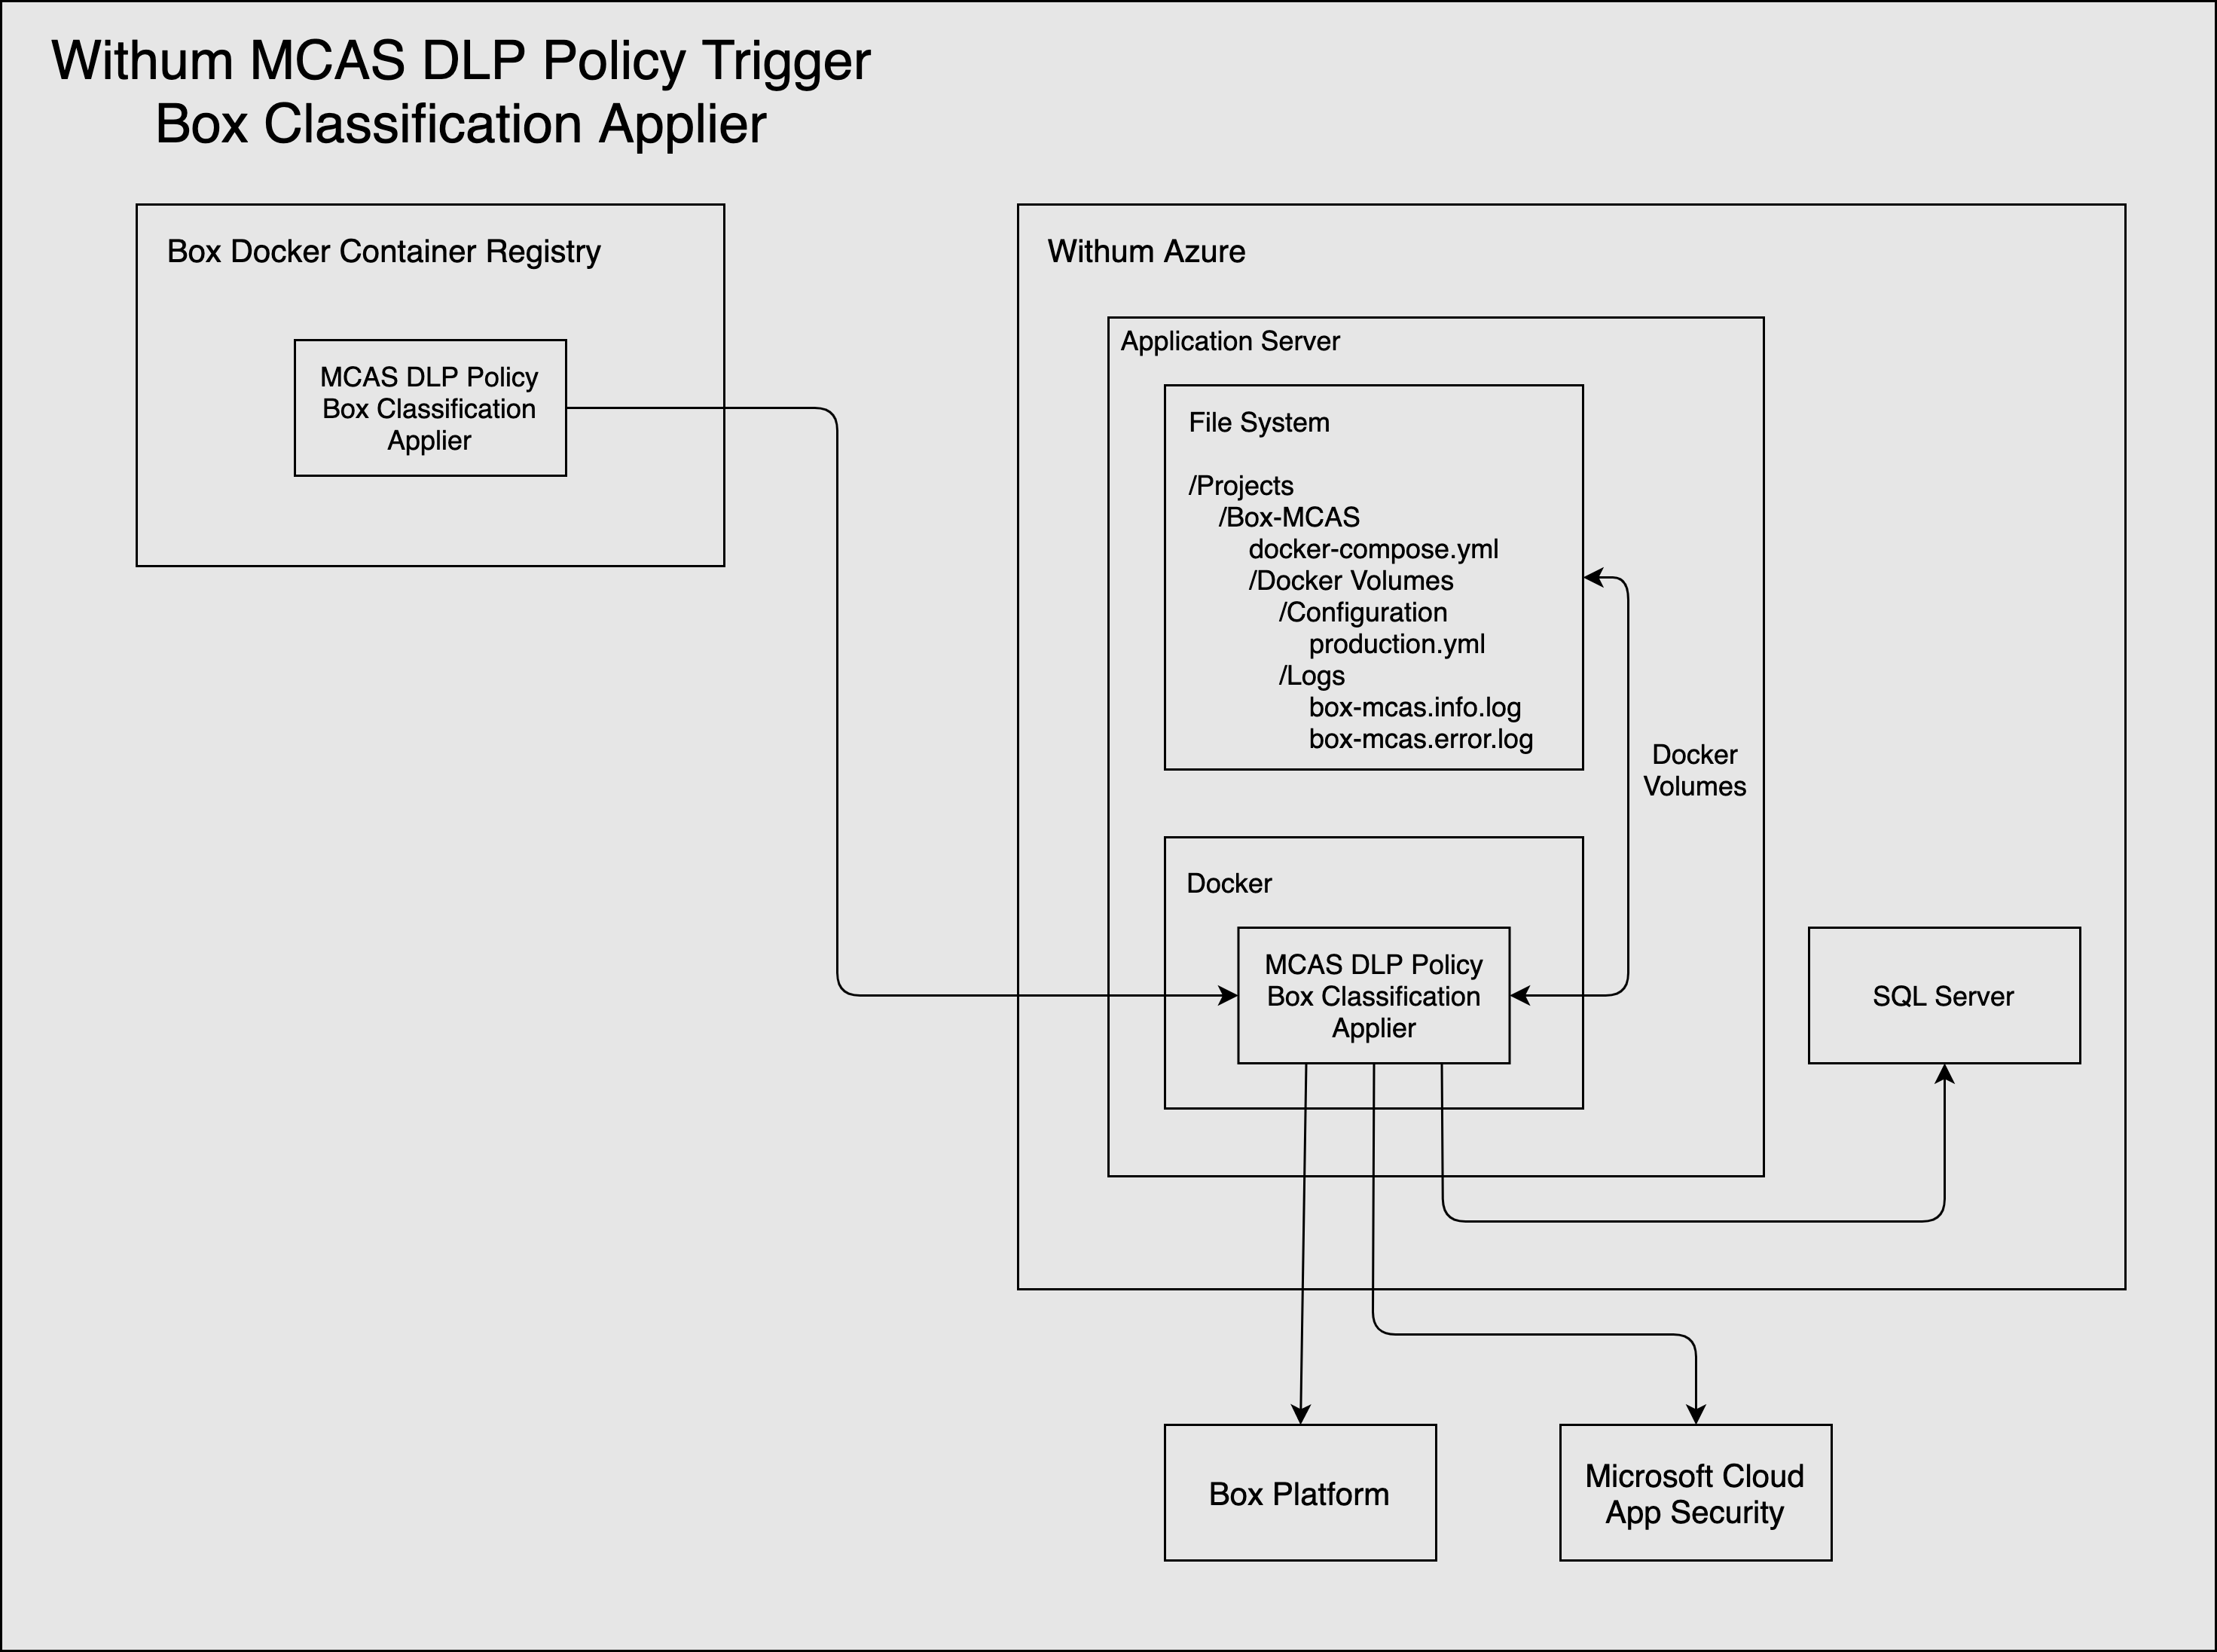 Withum MCAS DLP Policy Trigger
Box Classification Applier
Box Docker Container Registry
MCAS DLP Policy
Box Classification
Applier
Withum Azure
Application Server
File System
/Projects
/Box-MCAS
docker-compose.yml
/Docker Volumes
/Configuration
production.yml
/Logs
box-mcas.info.log
box-mcas.error.log
Docker
Volumes
Docker
MCAS DLP Policy
Box Classification
Applier
SQL Server
Box Platform
Microsoft Cloud
App Security